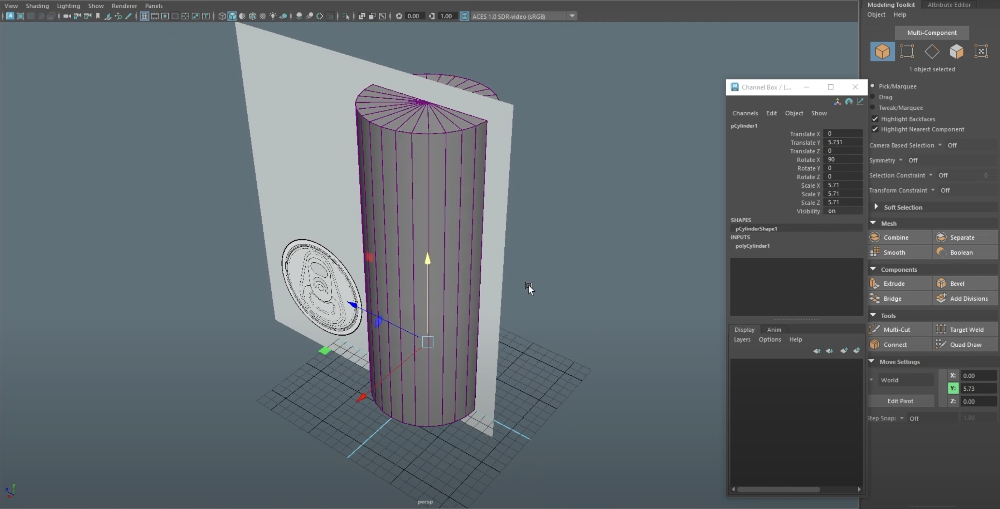 View Shading Lighting Show Renderer Panels
0.00 1.00 ON ACES 1.0 SDR-video (sRGB)
persp
y
z
x
Channel Box / L...
Channels Edit Object Show
pCylinder1
Translate X 0
Translate Y 5.731
Translate Z 0
Rotate X 90
Rotate Y 0
Rotate Z 0
Scale X 5.71
Scale Y 5.71
Scale Z 5.71
Visibility on
SHAPES
pCylinderShape1
INPUTS
polyCylinder1
Display Anim
Layers Options Help
Modeling Toolkit Attribute Editor
Object Help
Multi-Component
1 object selected
Pick/Marquee
Drag
Tweak/Marquee
Highlight Backfaces
Highlight Nearest Component
Camera Based Selection Off
Symmetry Off
Selection Constraint Off 0
Transform Constraint Off
Soft Selection
Mesh
Combine Separate
Smooth Boolean
Components
Extrude Bevel
Bridge Add Divisions
Tools
Multi-Cut Target Weld
Connect Quad Draw
Move Settings
World X: 0.00
Y: 5.73
Edit Pivot Z: 0.00
Step Snap: Off 1.00